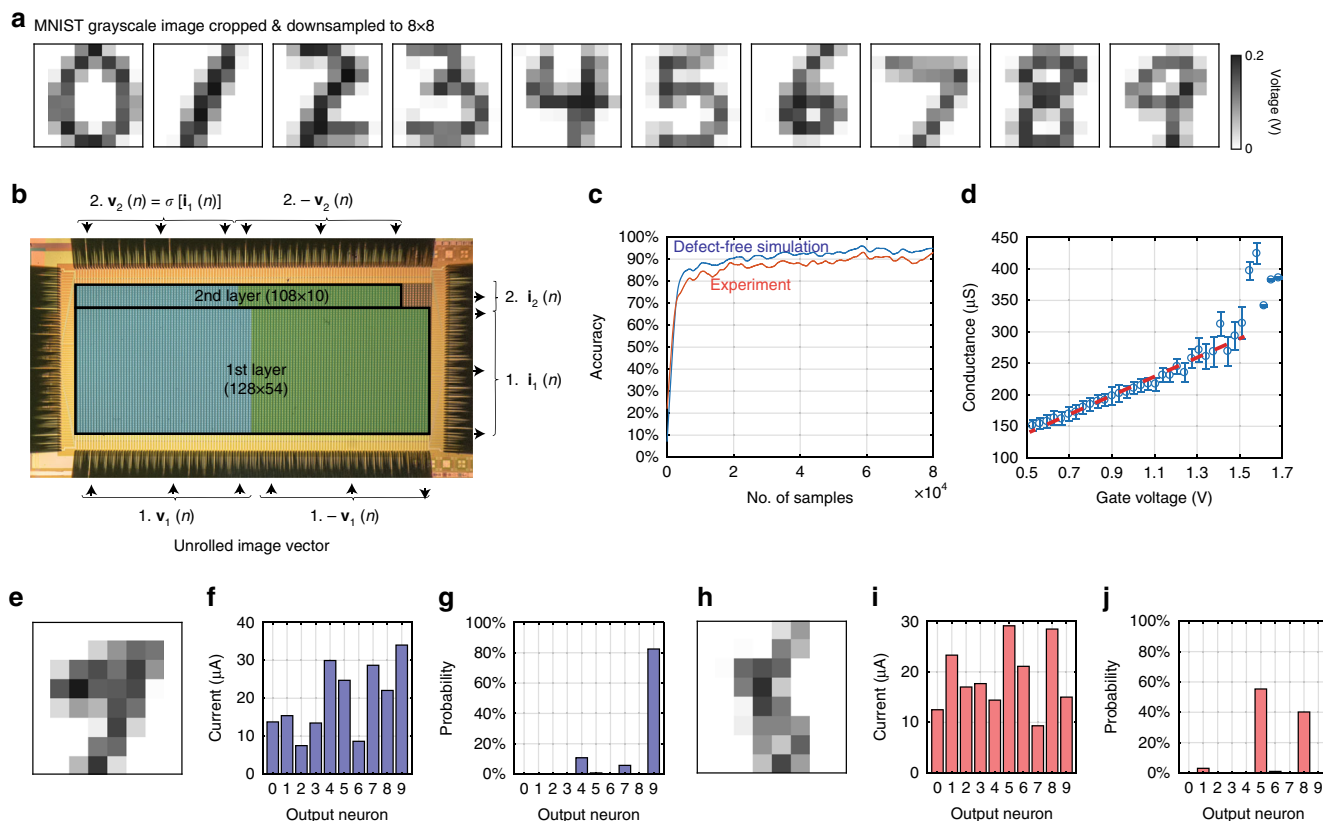 a MNIST grayscale image cropped & downsampled to 8×8
0.2
Voltage (V)
0
b
2. v₂ (n) = σ [i₁ (n)]
2. – v₂ (n)
2nd layer (108×10)
1st layer
(128×54)
2. i₂ (n)
1. i₁ (n)
1. v₁ (n)
1. – v₁ (n)
Unrolled image vector
c
100%
90%
80%
70%
60%
50%
40%
30%
20%
10%
0%
Accuracy
Defect-free simulation
Experiment
0 2 4 6 8
×10⁴
No. of samples
d
450
400
350
300
250
200
150
100
Conductance (µS)
0.5 0.7 0.9 1.1 1.3 1.5 1.7
Gate voltage (V)
e
f
40
30
20
10
0
Current (µA)
0 1 2 3 4 5 6 7 8 9
Output neuron
g
100%
80%
60%
40%
20%
0%
Probability
0 1 2 3 4 5 6 7 8 9
Output neuron
h
i
30
20
10
0
Current (µA)
0 1 2 3 4 5 6 7 8 9
Output neuron
j
100%
80%
60%
40%
20%
0%
Probability
0 1 2 3 4 5 6 7 8 9
Output neuron